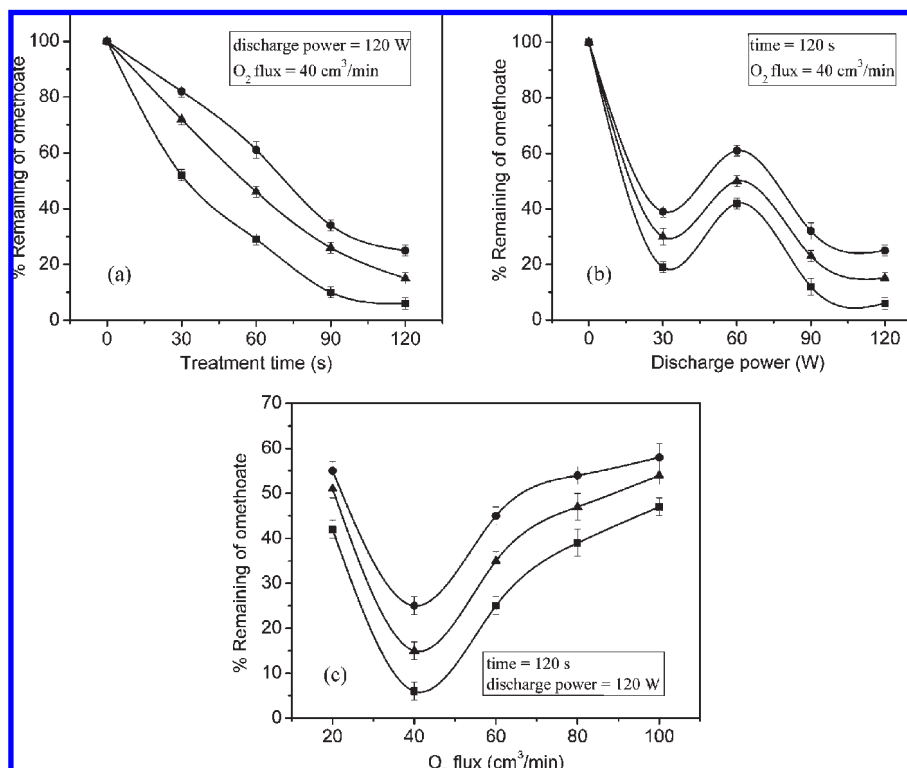 100
80
60
40
20
0
% Remaining of omethoate
discharge power = 120 W
O₂ flux = 40 cm³/min
(a)
0 30 60 90 120
Treatment time (s)
100
80
60
40
20
0
% Remaining of omethoate
time = 120 s
O₂ flux = 40 cm³/min
(b)
0 30 60 90 120
Discharge power (W)
70
60
50
40
30
20
10
0
% Remaining of omethoate
(c)
time = 120 s
discharge power = 120 W
20 40 60 80 100
O flux (cm³/min)